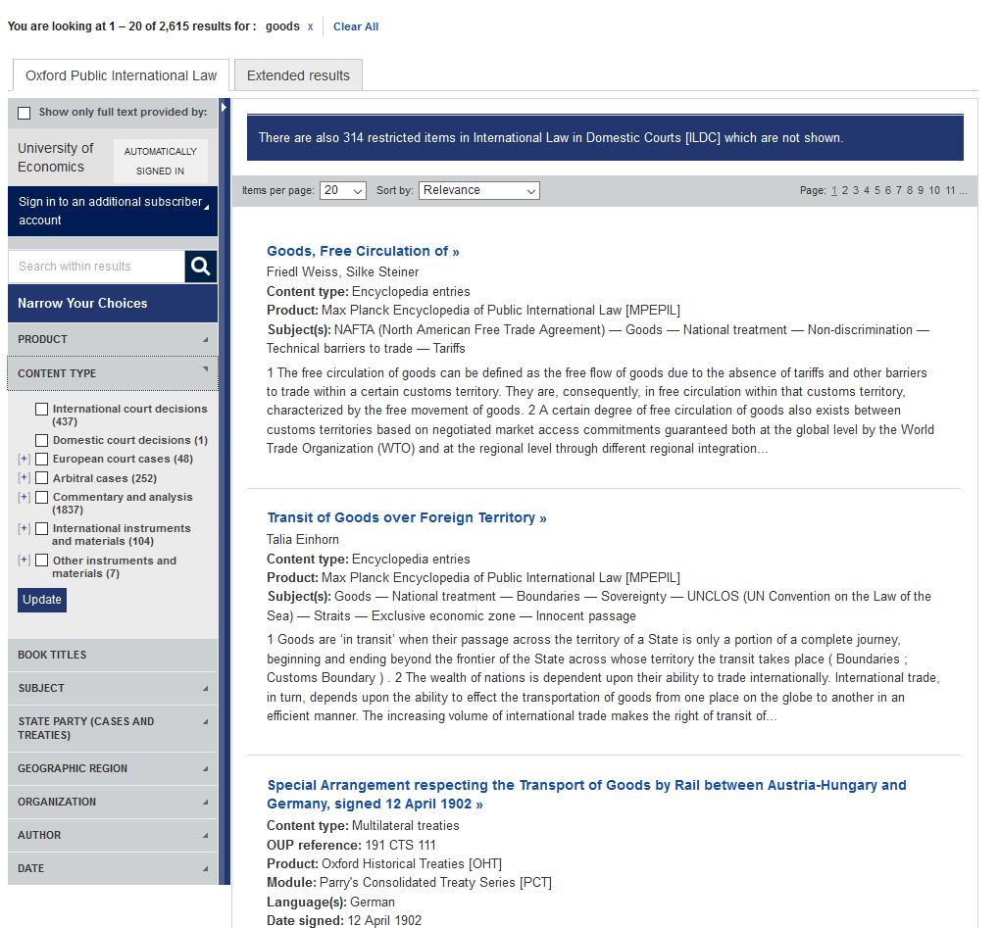 You are looking at 1 – 20 of 2,615 results for : goods x Clear All
Oxford Public International Law Extended results
Show only full text provided by:
University of
Economics
AUTOMATICALLY
SIGNED IN
Sign in to an additional subscriber
account
Search within results
Narrow Your Choices
PRODUCT
CONTENT TYPE
International court decisions
(437)
Domestic court decisions (1)
[+] European court cases (48)
[+] Arbitral cases (252)
[+] Commentary and analysis
(1837)
[+] International instruments
and materials (104)
[+] Other instruments and
materials (7)
Update
BOOK TITLES
SUBJECT
STATE PARTY (CASES AND
TREATIES)
GEOGRAPHIC REGION
ORGANIZATION
AUTHOR
DATE
There are also 314 restricted items in International Law in Domestic Courts [ILDC] which are not shown.
Items per page: 20 Sort by: Relevance Page: 1 2 3 4 5 6 7 8 9 10 11 ...
Goods, Free Circulation of »
Friedl Weiss, Silke Steiner
Content type: Encyclopedia entries
Product: Max Planck Encyclopedia of Public International Law [MPEPIL]
Subject(s): NAFTA (North American Free Trade Agreement) — Goods — National treatment — Non-discrimination —
Technical barriers to trade — Tariffs
1 The free circulation of goods can be defined as the free flow of goods due to the absence of tariffs and other barriers
to trade within a certain customs territory. They are, consequently, in free circulation within that customs territory,
characterized by the free movement of goods. 2 A certain degree of free circulation of goods also exists between
customs territories based on negotiated market access commitments guaranteed both at the global level by the World
Trade Organization (WTO) and at the regional level through different regional integration…
Transit of Goods over Foreign Territory »
Talia Einhorn
Content type: Encyclopedia entries
Product: Max Planck Encyclopedia of Public International Law [MPEPIL]
Subject(s): Goods — National treatment — Boundaries — Sovereignty — UNCLOS (UN Convention on the Law of the
Sea) — Straits — Exclusive economic zone — Innocent passage
1 Goods are ‘in transit’ when their passage across the territory of a State is only a portion of a complete journey,
beginning and ending beyond the frontier of the State across whose territory the transit takes place ( Boundaries ;
Customs Boundary ) . 2 The wealth of nations is dependent upon their ability to trade internationally. International trade,
in turn, depends upon the ability to effect the transportation of goods from one place on the globe to another in an
efficient manner. The increasing volume of international trade makes the right of transit of…
Special Arrangement respecting the Transport of Goods by Rail between Austria-Hungary and
Germany, signed 12 April 1902 »
Content type: Multilateral treaties
OUP reference: 191 CTS 111
Product: Oxford Historical Treaties [OHT]
Module: Parry's Consolidated Treaty Series [PCT]
Language(s): German
Date signed: 12 April 1902